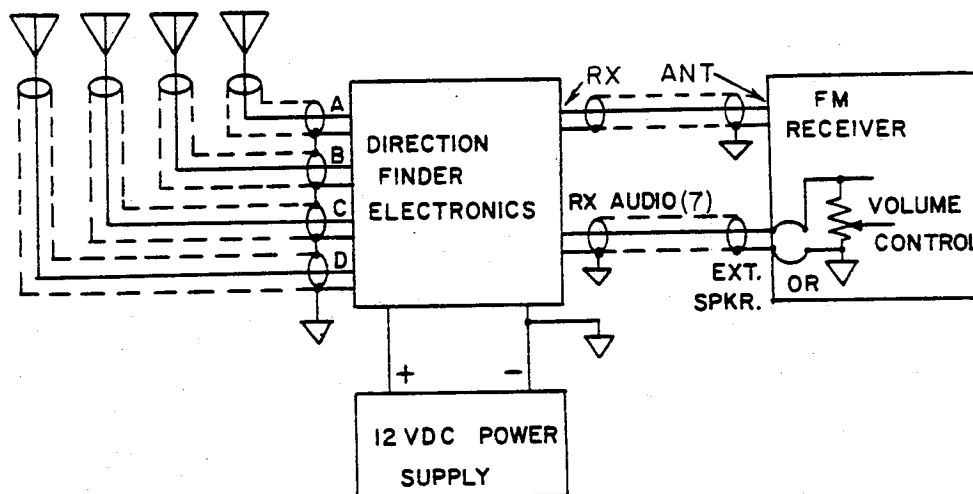 RX ANT
A
B
C
D
DIRECTION
FINDER
ELECTRONICS
FM
RECEIVER
RX AUDIO(7)
VOLUME
CONTROL
EXT.
SPKR.
OR
+ −
12 VDC POWER
SUPPLY